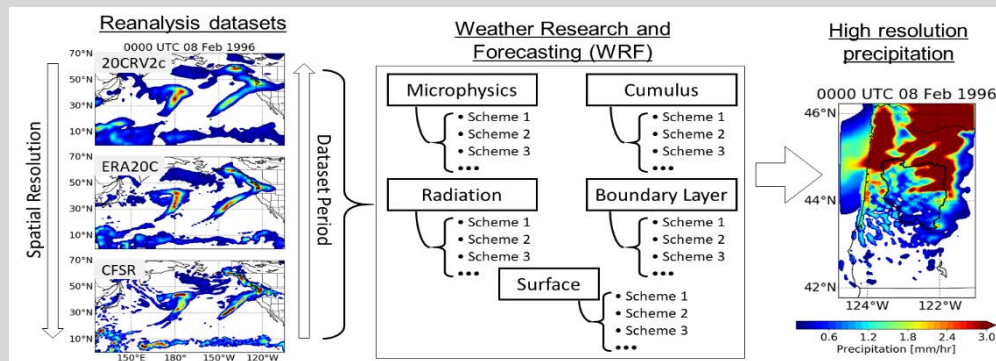 Reanalysis datasets
0000 UTC 08 Feb 1996
Spatial Resolution
70°N
20CRV2c
50°N
30°N
10°N
70°N
ERA20C
50°N
30°N
10°N
70°N
CFSR
50°N
30°N
10°N
150°E 180° 150°W 120°W
Dataset Period
Weather Research and
Forecasting (WRF)
Microphysics
• Scheme 1
• Scheme 2
• Scheme 3
•••
Cumulus
• Scheme 1
• Scheme 2
• Scheme 3
•••
Radiation
• Scheme 1
• Scheme 2
• Scheme 3
•••
Boundary Layer
• Scheme 1
• Scheme 2
• Scheme 3
•••
Surface
• Scheme 1
• Scheme 2
• Scheme 3
•••
High resolution
precipitation
0000 UTC 08 Feb 1996
46°N
44°N
42°N
124°W 122°W
0.6 1.2 1.8 2.4 3.0
Precipitation [mm/hr]